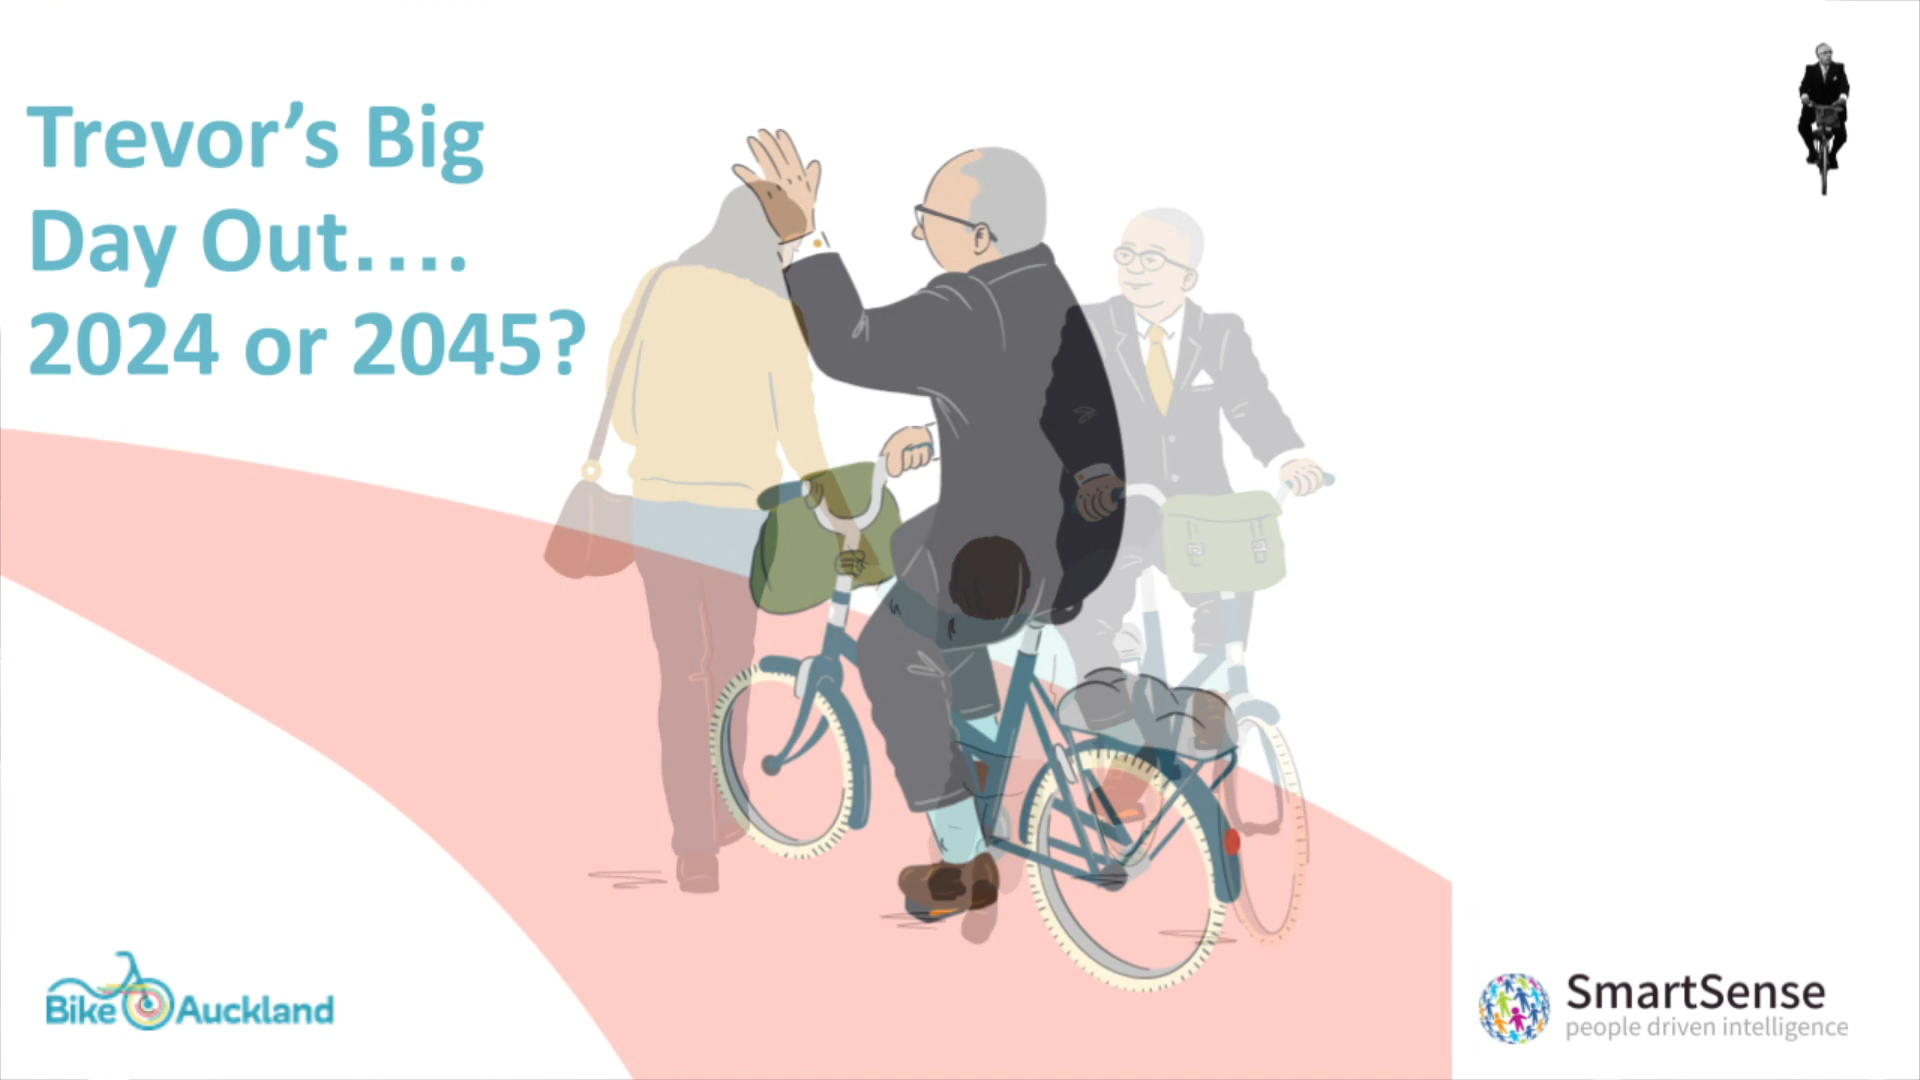 Trevor’s Big
Day Out....
2024 or 2045?
Bike Auckland
SmartSense
people driven intelligence